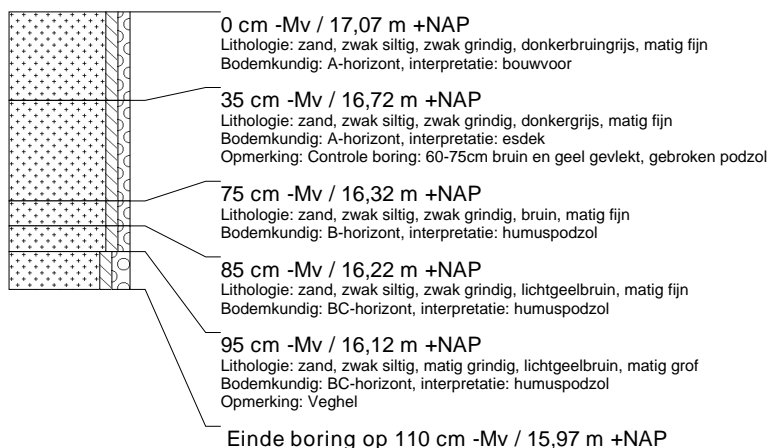 0 cm -Mv / 17,07 m +NAP
Lithologie: zand, zwak siltig, zwak grindig, donkerbruingrijs, matig fijn
Bodemkundig: A-horizont, interpretatie: bouwvoor
35 cm -Mv / 16,72 m +NAP
Lithologie: zand, zwak siltig, zwak grindig, donkergrijs, matig fijn
Bodemkundig: A-horizont, interpretatie: esdek
Opmerking: Controle boring: 60-75cm bruin en geel gevlekt, gebroken podzol
75 cm -Mv / 16,32 m +NAP
Lithologie: zand, zwak siltig, zwak grindig, bruin, matig fijn
Bodemkundig: B-horizont, interpretatie: humuspodzol
85 cm -Mv / 16,22 m +NAP
Lithologie: zand, zwak siltig, zwak grindig, lichtgeelbruin, matig fijn
Bodemkundig: BC-horizont, interpretatie: humuspodzol
95 cm -Mv / 16,12 m +NAP
Lithologie: zand, zwak siltig, matig grindig, lichtgeelbruin, matig grof
Bodemkundig: BC-horizont, interpretatie: humuspodzol
Opmerking: Veghel
Einde boring op 110 cm -Mv / 15,97 m +NAP